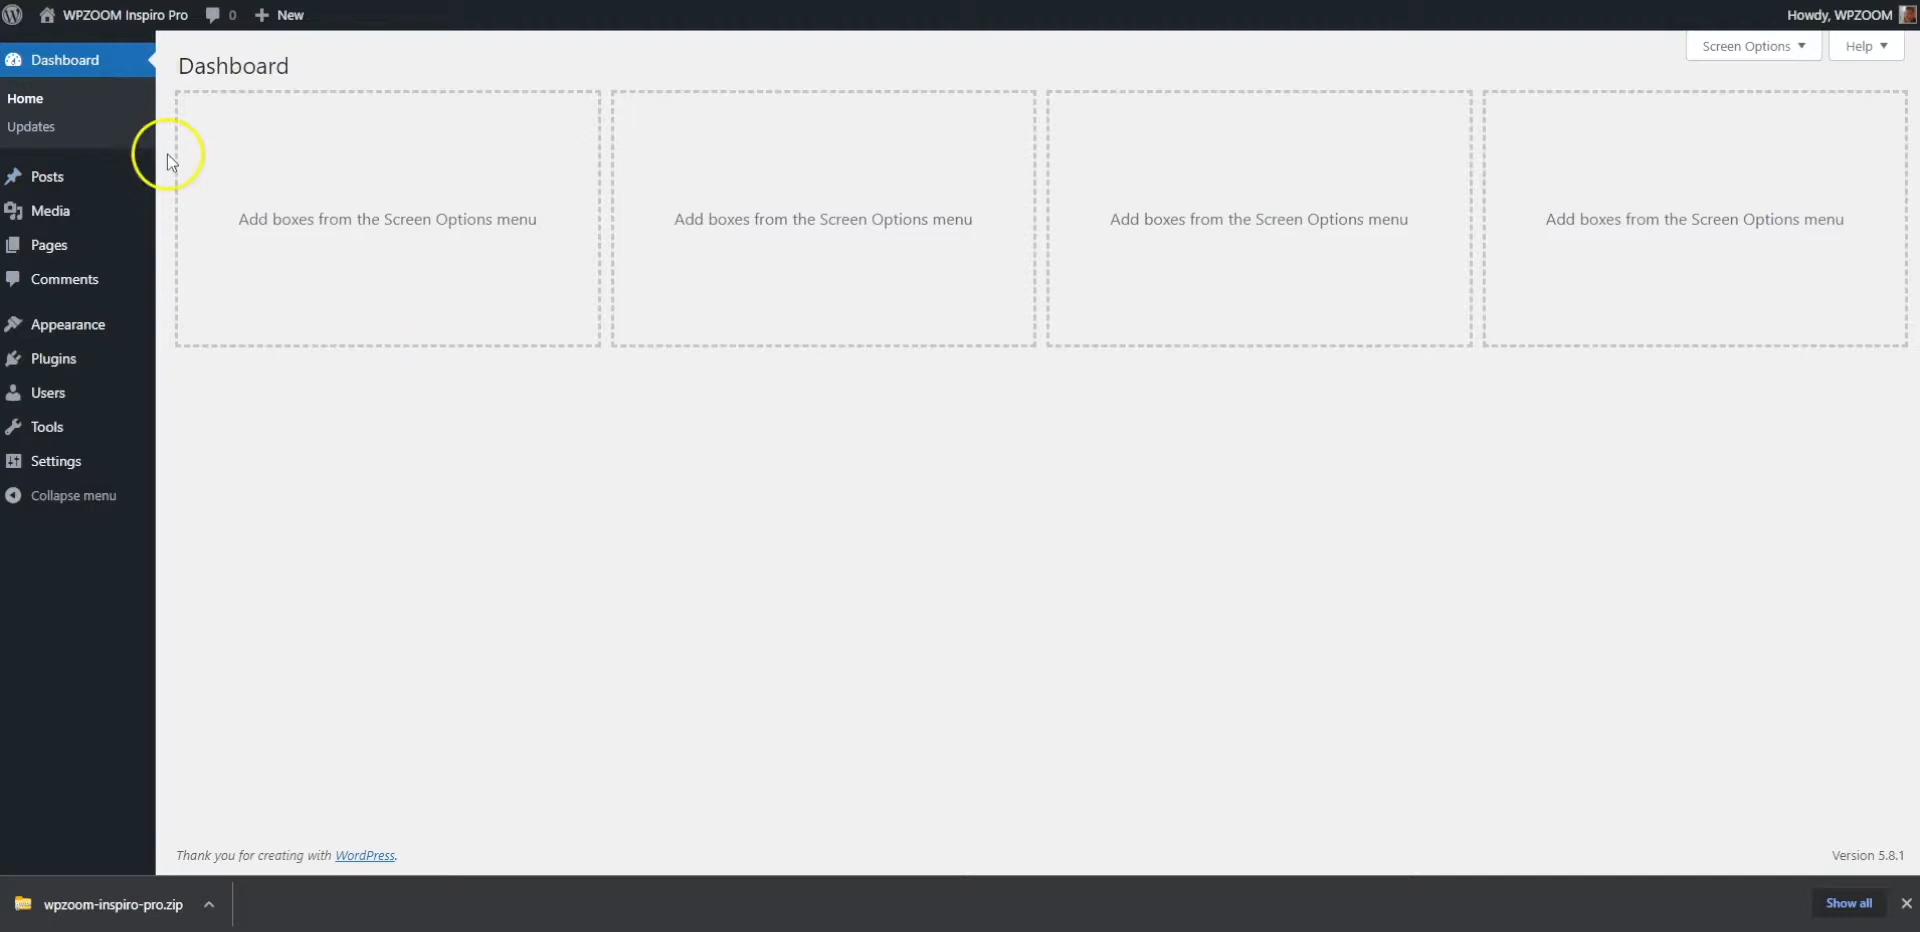 WPZOOM Inspiro Pro 0 New Howdy, WPZOOM
Screen Options Help
Dashboard
Home
Updates
Posts
Media
Pages
Comments
Appearance
Plugins
Users
Tools
Settings
Collapse menu
Dashboard
Add boxes from the Screen Options menu
Add boxes from the Screen Options menu
Add boxes from the Screen Options menu
Add boxes from the Screen Options menu
Thank you for creating with WordPress.
Version 5.8.1
wpzoom-inspiro-pro.zip
Show all